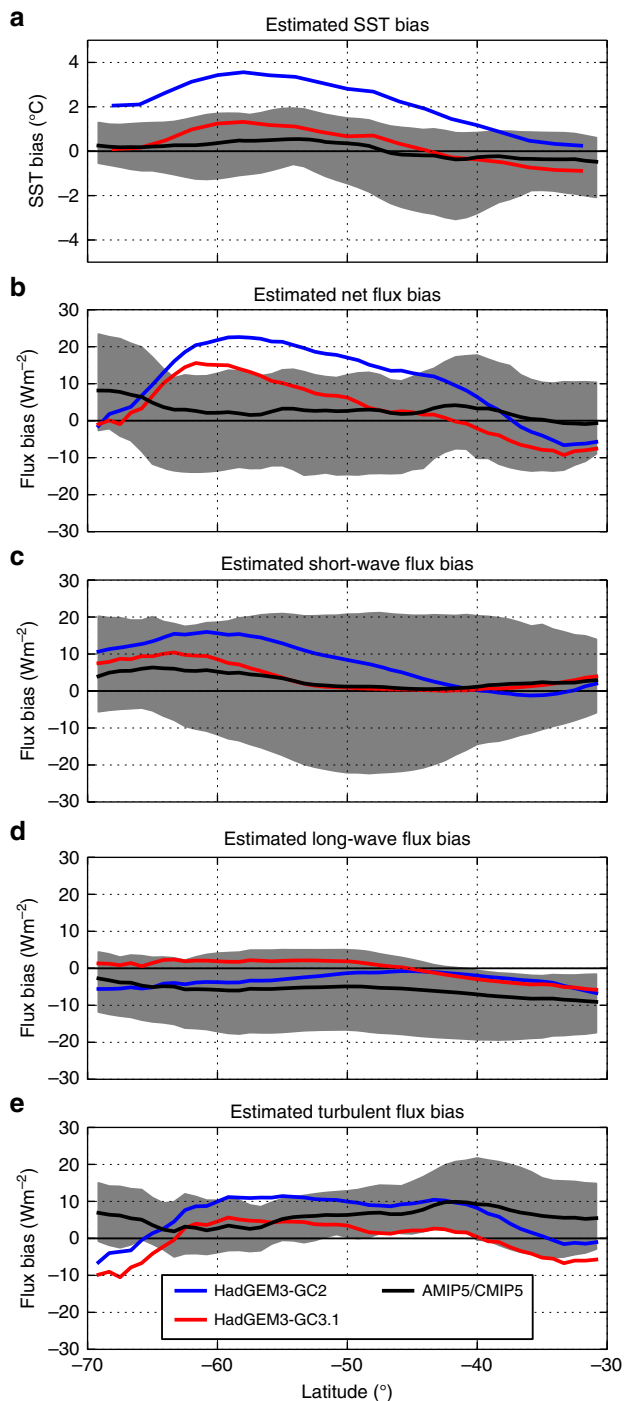 a
Estimated SST bias
4
2
0
−2
−4
SST bias (°C)
b
Estimated net flux bias
30
20
10
0
−10
−20
−30
Flux bias (Wm−2)
c
Estimated short-wave flux bias
30
20
10
0
−10
−20
−30
Flux bias (Wm−2)
d
Estimated long-wave flux bias
30
20
10
0
−10
−20
−30
Flux bias (Wm−2)
e
Estimated turbulent flux bias
30
20
10
0
−10
−20
−30
Flux bias (Wm−2)
HadGEM3-GC2
AMIP5/CMIP5
HadGEM3-GC3.1
−70 −60 −50 −40 −30
Latitude (°)